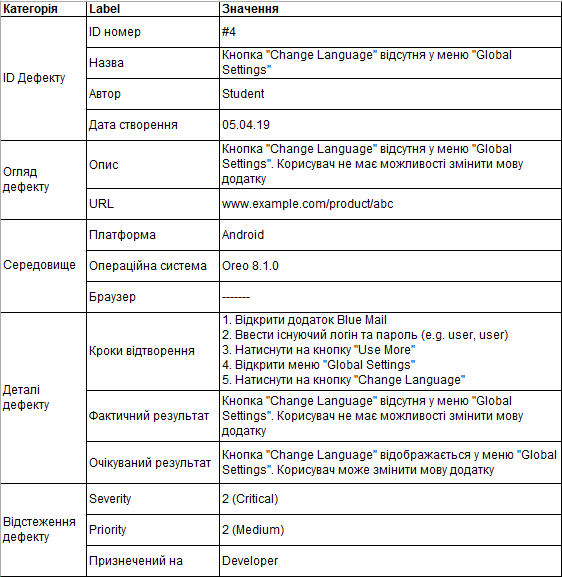 Категорія Label Значення
ID Дефекту
ID номер #4
Назва Кнопка "Change Language" відсутня у меню "Global
Settings"
Автор Student
Дата створення 05.04.19
Огляд
дефекту
Опис Кнопка "Change Language" відсутня у меню "Global
Settings". Корисувач не має можливості змінити мову
додатку
URL www.example.com/product/abc
Середовище
Платформа Android
Операційна система Oreo 8.1.0
Браузер -------
Деталі
дефекту
Кроки відтворення 1. Відкрити додаток Blue Mail
2. Ввести існуючий логін та пароль (e.g. user, user)
3. Натиснути на кнопку "Use More"
4. Відкрити меню "Global Settings"
5. Натиснути на кнопку "Change Language"
Фактичний результат Кнопка "Change Language" відсутня у меню "Global
Settings". Корисувач не має можливості змінити мову
додатку
Очікуваний результат Кнопка "Change Language" відображається у меню "Global
Settings". Корисувач може змінити мову додатку
Відстеження
дефекту
Severity 2 (Critical)
Priority 2 (Medium)
Призначений на Developer